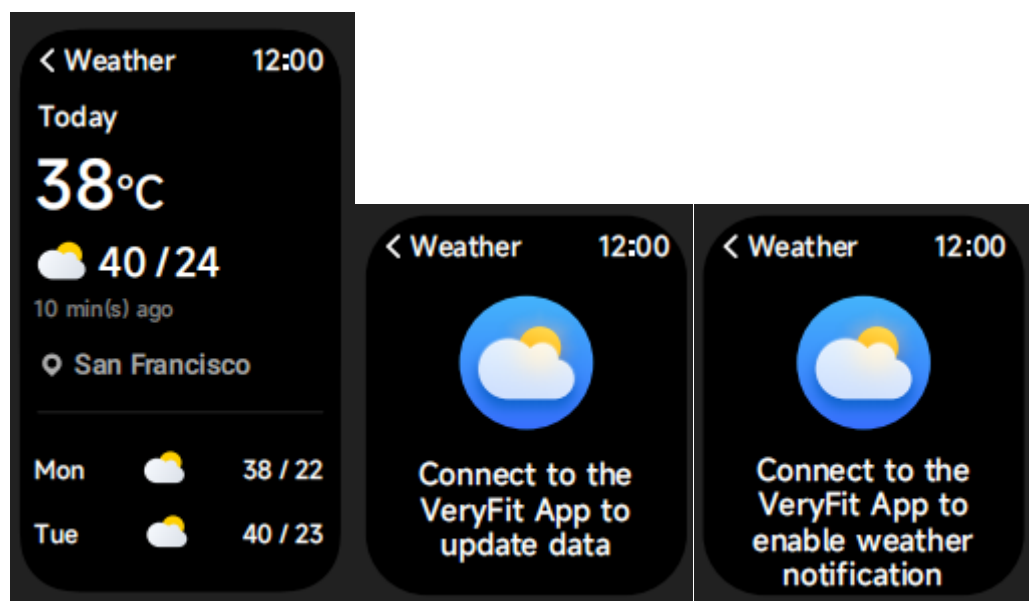 Weather 12:00
Today
38°C
40 / 24
10 min(s) ago
San Francisco
Mon 38 / 22
Tue 40 / 23
Weather 12:00
Connect to the
VeryFit App to
update data
Weather 12:00
Connect to the
VeryFit App to
enable weather
notification